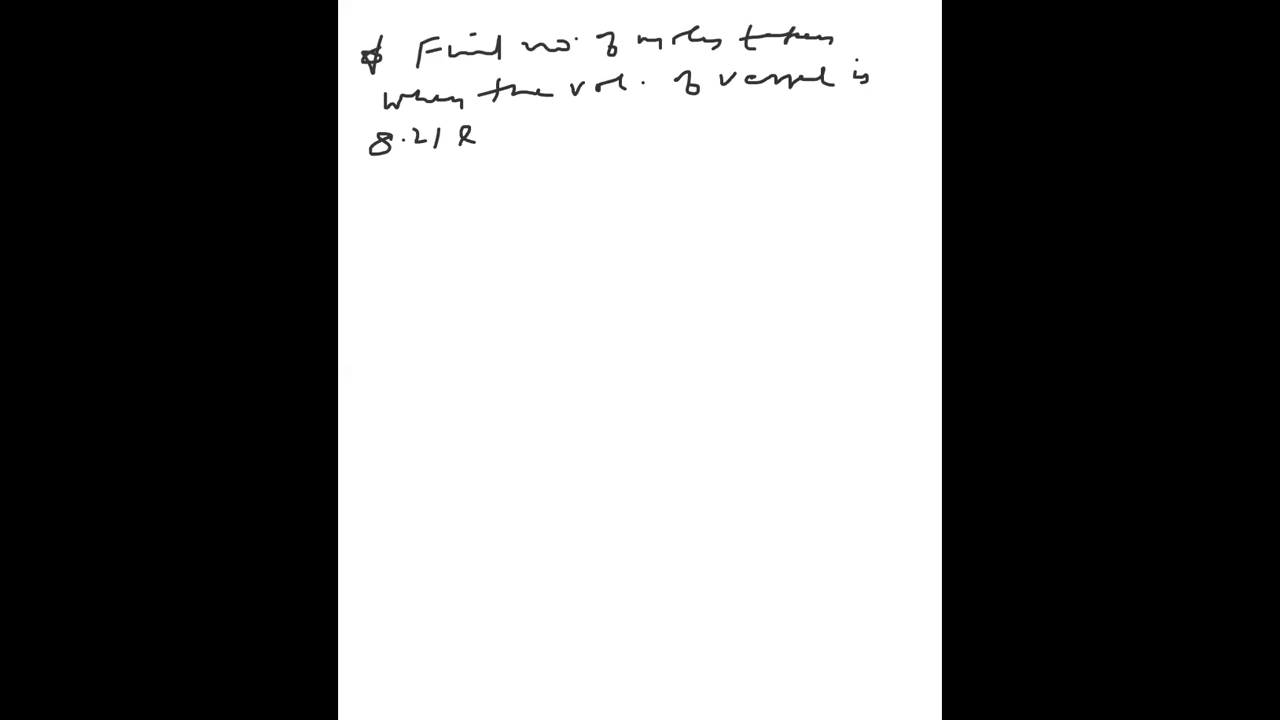 ☆ Find no. of moles taken
when the vol. of vessel is
8.21 l